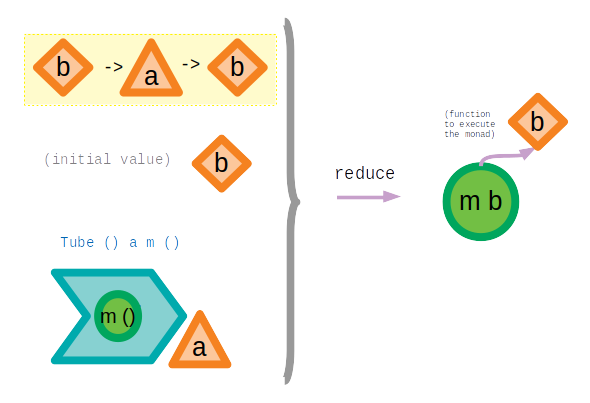 b -> a -> b
(initial value) b
Tube () a m ()
m ()
a
reduce
(function
to execute
the monad)
b
m b